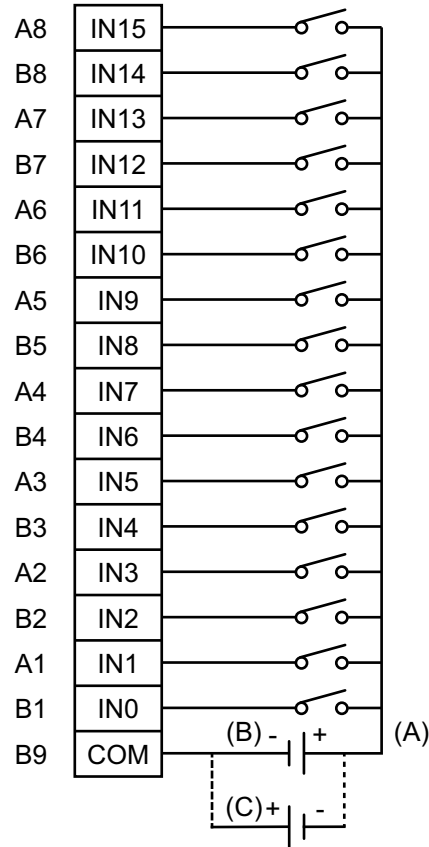 A8 IN15
B8 IN14
A7 IN13
B7 IN12
A6 IN11
B6 IN10
A5 IN9
B5 IN8
A4 IN7
B4 IN6
A3 IN5
B3 IN4
A2 IN3
B2 IN2
A1 IN1
B1 IN0
(B) - + (A)
B9 COM
(C) + -